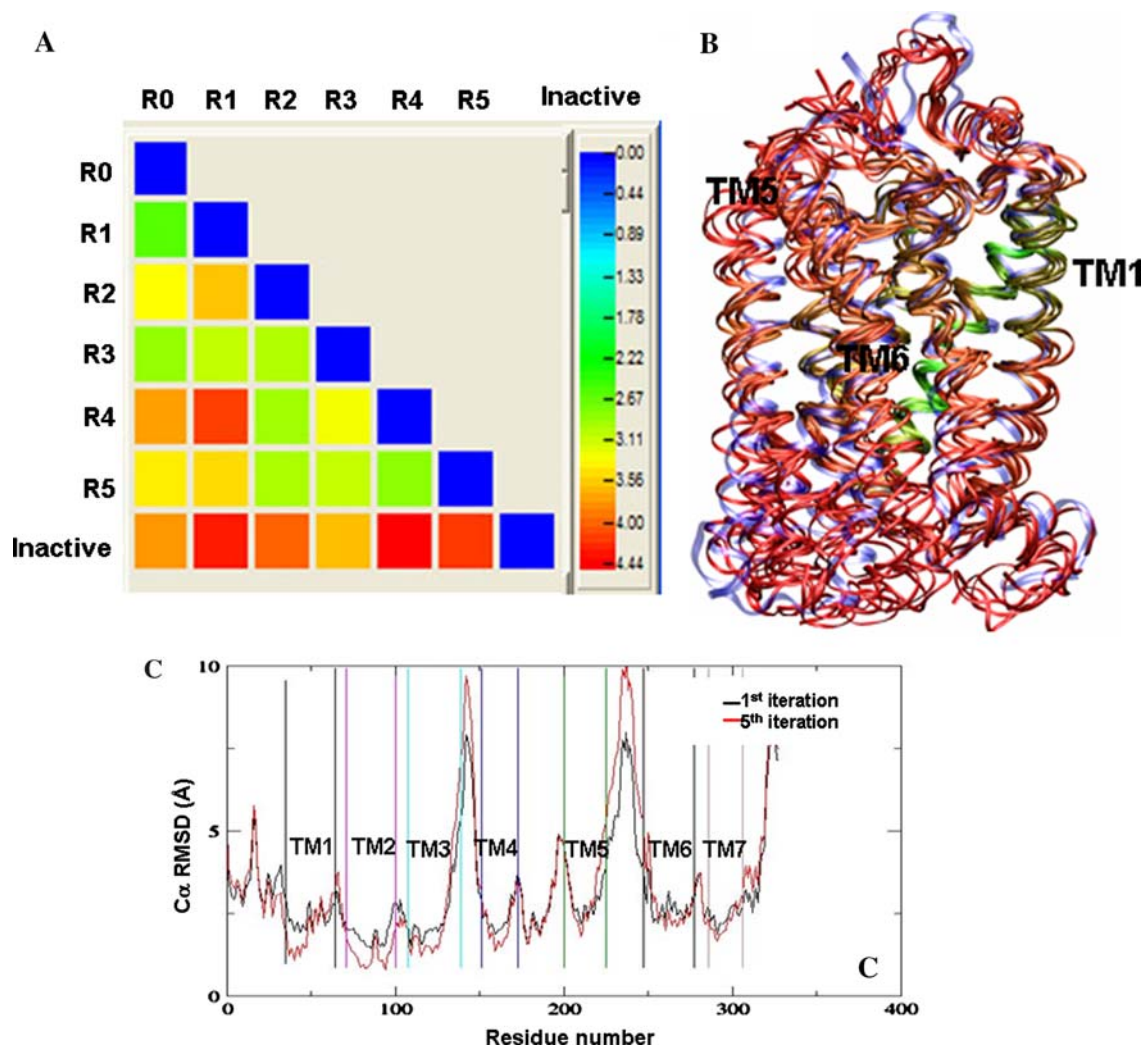 A
R0 R1 R2 R3 R4 R5 Inactive
R0
R1
R2
R3
R4
R5
Inactive
0.00
0.44
0.89
1.33
1.78
2.22
2.67
3.11
3.56
4.00
4.44
B
TM5
TM1
TM6
C
10
5
0
Cα RMSD (Å)
1st iteration
5th iteration
TM1 TM2 TM3 TM4 TM5 TM6 TM7
C
0 100 200 300 400
Residue number